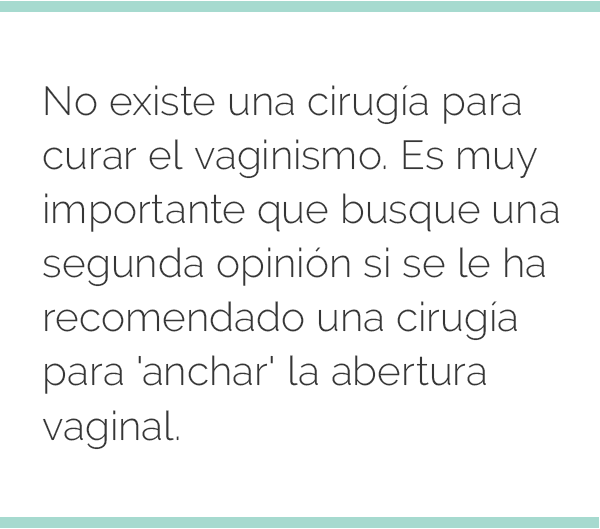 No existe una cirugía para
curar el vaginismo. Es muy
importante que busque una
segunda opinión si se le ha
recomendado una cirugía
para 'anchar' la abertura
vaginal.